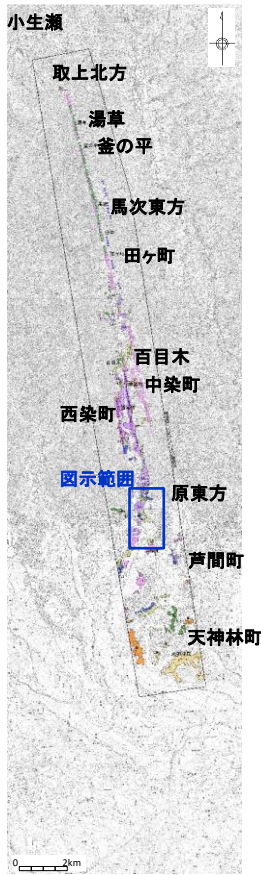 小生瀬
取上北方
湯草
釜の平
馬次東方
田ヶ町
百目木
中染町
西染町
図示範囲
原東方
芦間町
天神林町
0 2km